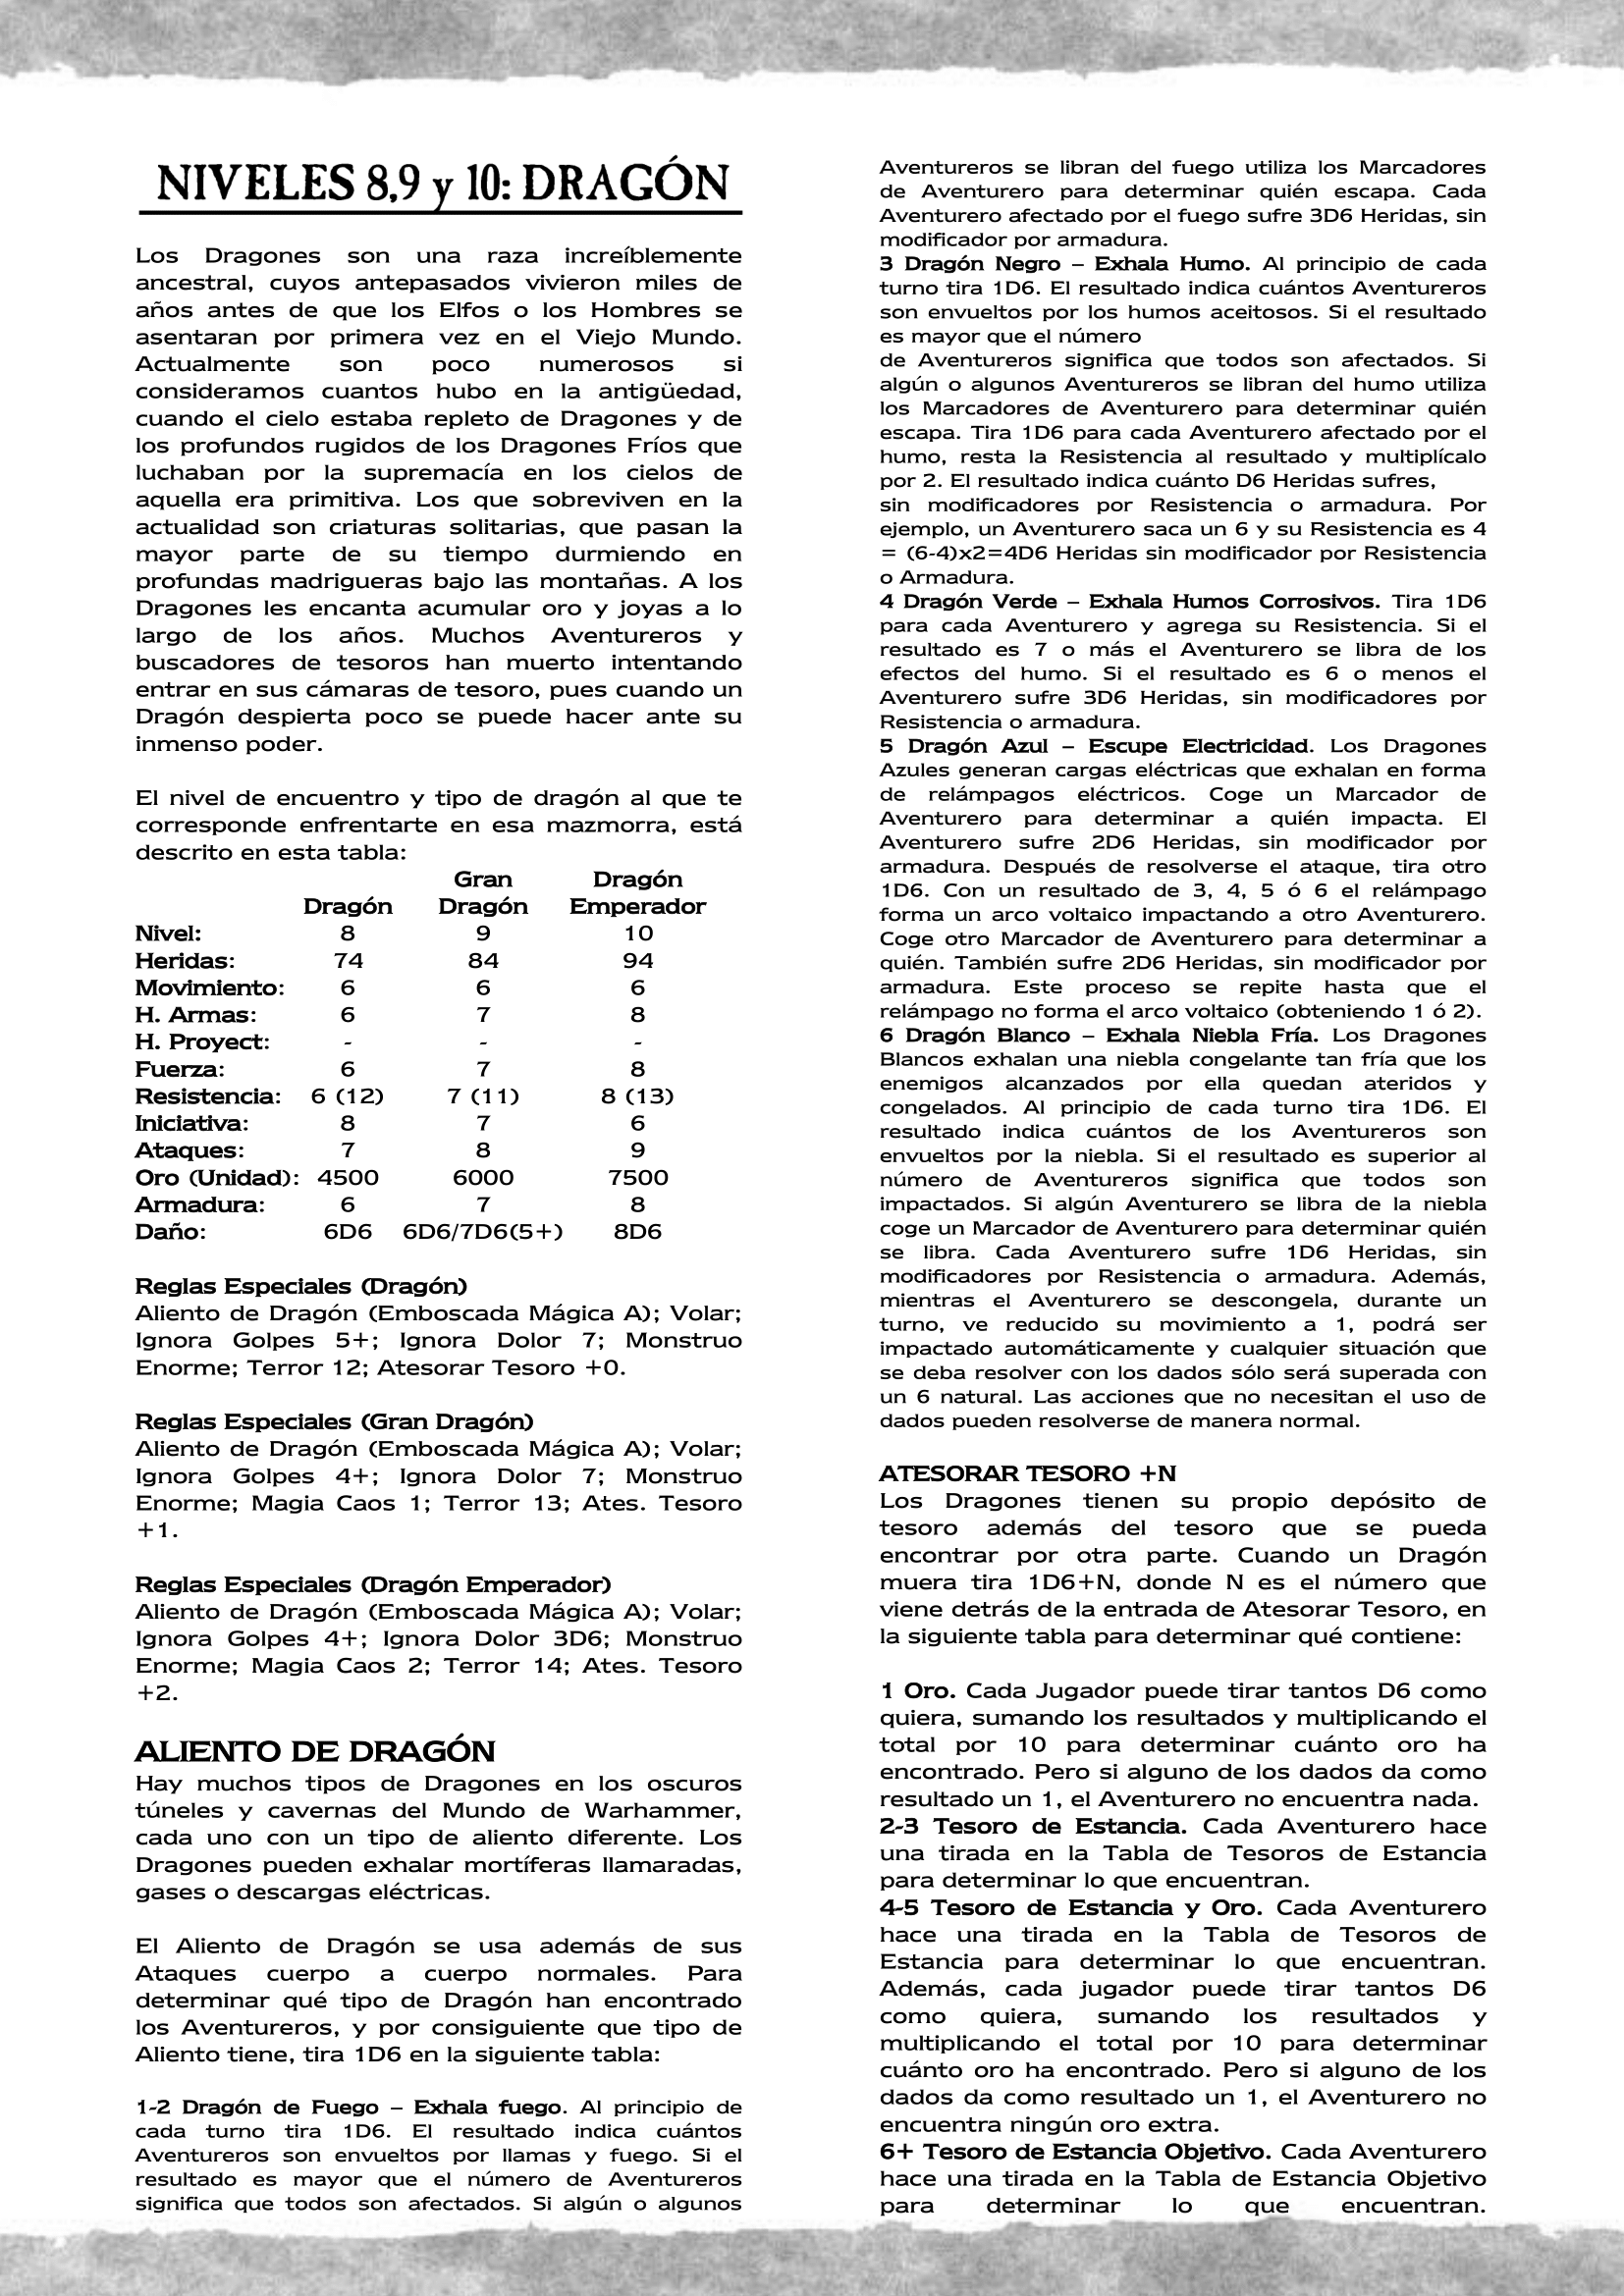 NIVELES 8,9 y 10: DRAGÓN
Los Dragones son una raza increíblemente
ancestral, cuyos antepasados vivieron miles de
años antes de que los Elfos o los Hombres se
asentaran por primera vez en el Viejo Mundo.
Actualmente son poco numerosos si
consideramos cuantos hubo en la antigüedad,
cuando el cielo estaba repleto de Dragones y de
los profundos rugidos de los Dragones Fríos que
luchaban por la supremacía en los cielos de
aquella era primitiva. Los que sobreviven en la
actualidad son criaturas solitarias, que pasan la
mayor parte de su tiempo durmiendo en
profundas madrigueras bajo las montañas. A los
Dragones les encanta acumular oro y joyas a lo
largo de los años. Muchos Aventureros y
buscadores de tesoros han muerto intentando
entrar en sus cámaras de tesoro, pues cuando un
Dragón despierta poco se puede hacer ante su
inmenso poder.
El nivel de encuentro y tipo de dragón al que te
corresponde enfrentarte en esa mazmorra, está
descrito en esta tabla:
Gran Dragón
Dragón Dragón Emperador
Nivel: 8 9 10
Heridas: 74 84 94
Movimiento: 6 6 6
H. Armas: 6 7 8
H. Proyect: - - -
Fuerza: 6 7 8
Resistencia: 6 (12) 7 (11) 8 (13)
Iniciativa: 8 7 6
Ataques: 7 8 9
Oro (Unidad): 4500 6000 7500
Armadura: 6 7 8
Daño: 6D6 6D6/7D6(5+) 8D6
Reglas Especiales (Dragón)
Aliento de Dragón (Emboscada Mágica A); Volar;
Ignora Golpes 5+; Ignora Dolor 7; Monstruo
Enorme; Terror 12; Atesorar Tesoro +0.
Reglas Especiales (Gran Dragón)
Aliento de Dragón (Emboscada Mágica A); Volar;
Ignora Golpes 4+; Ignora Dolor 7; Monstruo
Enorme; Magia Caos 1; Terror 13; Ates. Tesoro
+1.
Reglas Especiales (Dragón Emperador)
Aliento de Dragón (Emboscada Mágica A); Volar;
Ignora Golpes 4+; Ignora Dolor 3D6; Monstruo
Enorme; Magia Caos 2; Terror 14; Ates. Tesoro
+2.
ALIENTO DE DRAGÓN
Hay muchos tipos de Dragones en los oscuros
túneles y cavernas del Mundo de Warhammer,
cada uno con un tipo de aliento diferente. Los
Dragones pueden exhalar mortíferas llamaradas,
gases o descargas eléctricas.
El Aliento de Dragón se usa además de sus
Ataques cuerpo a cuerpo normales. Para
determinar qué tipo de Dragón han encontrado
los Aventureros, y por consiguiente que tipo de
Aliento tiene, tira 1D6 en la siguiente tabla:
1-2 Dragón de Fuego – Exhala fuego. Al principio de
cada turno tira 1D6. El resultado indica cuántos
Aventureros son envueltos por llamas y fuego. Si el
resultado es mayor que el número de Aventureros
significa que todos son afectados. Si algún o algunos
Aventureros se libran del fuego utiliza los Marcadores
de Aventurero para determinar quién escapa. Cada
Aventurero afectado por el fuego sufre 3D6 Heridas, sin
modificador por armadura.
3 Dragón Negro – Exhala Humo. Al principio de cada
turno tira 1D6. El resultado indica cuántos Aventureros
son envueltos por los humos aceitosos. Si el resultado
es mayor que el número
de Aventureros significa que todos son afectados. Si
algún o algunos Aventureros se libran del humo utiliza
los Marcadores de Aventurero para determinar quién
escapa. Tira 1D6 para cada Aventurero afectado por el
humo, resta la Resistencia al resultado y multiplícalo
por 2. El resultado indica cuánto D6 Heridas sufres,
sin modificadores por Resistencia o armadura. Por
ejemplo, un Aventurero saca un 6 y su Resistencia es 4
= (6-4)x2=4D6 Heridas sin modificador por Resistencia
o Armadura.
4 Dragón Verde – Exhala Humos Corrosivos. Tira 1D6
para cada Aventurero y agrega su Resistencia. Si el
resultado es 7 o más el Aventurero se libra de los
efectos del humo. Si el resultado es 6 o menos el
Aventurero sufre 3D6 Heridas, sin modificadores por
Resistencia o armadura.
5 Dragón Azul – Escupe Electricidad. Los Dragones
Azules generan cargas eléctricas que exhalan en forma
de relámpagos eléctricos. Coge un Marcador de
Aventurero para determinar a quién impacta. El
Aventurero sufre 2D6 Heridas, sin modificador por
armadura. Después de resolverse el ataque, tira otro
1D6. Con un resultado de 3, 4, 5 ó 6 el relámpago
forma un arco voltaico impactando a otro Aventurero.
Coge otro Marcador de Aventurero para determinar a
quién. También sufre 2D6 Heridas, sin modificador por
armadura. Este proceso se repite hasta que el
relámpago no forma el arco voltaico (obteniendo 1 ó 2).
6 Dragón Blanco – Exhala Niebla Fría. Los Dragones
Blancos exhalan una niebla congelante tan fría que los
enemigos alcanzados por ella quedan ateridos y
congelados. Al principio de cada turno tira 1D6. El
resultado indica cuántos de los Aventureros son
envueltos por la niebla. Si el resultado es superior al
número de Aventureros significa que todos son
impactados. Si algún Aventurero se libra de la niebla
coge un Marcador de Aventurero para determinar quién
se libra. Cada Aventurero sufre 1D6 Heridas, sin
modificadores por Resistencia o armadura. Además,
mientras el Aventurero se descongela, durante un
turno, ve reducido su movimiento a 1, podrá ser
impactado automáticamente y cualquier situación que
se deba resolver con los dados sólo será superada con
un 6 natural. Las acciones que no necesitan el uso de
dados pueden resolverse de manera normal.
ATESORAR TESORO +N
Los Dragones tienen su propio depósito de
tesoro además del tesoro que se pueda
encontrar por otra parte. Cuando un Dragón
muera tira 1D6+N, donde N es el número que
viene detrás de la entrada de Atesorar Tesoro, en
la siguiente tabla para determinar qué contiene:
1 Oro. Cada Jugador puede tirar tantos D6 como
quiera, sumando los resultados y multiplicando el
total por 10 para determinar cuánto oro ha
encontrado. Pero si alguno de los dados da como
resultado un 1, el Aventurero no encuentra nada.
2-3 Tesoro de Estancia. Cada Aventurero hace
una tirada en la Tabla de Tesoros de Estancia
para determinar lo que encuentran.
4-5 Tesoro de Estancia y Oro. Cada Aventurero
hace una tirada en la Tabla de Tesoros de
Estancia para determinar lo que encuentran.
Además, cada jugador puede tirar tantos D6
como quiera, sumando los resultados y
multiplicando el total por 10 para determinar
cuánto oro ha encontrado. Pero si alguno de los
dados da como resultado un 1, el Aventurero no
encuentra ningún oro extra.
6+ Tesoro de Estancia Objetivo. Cada Aventurero
hace una tirada en la Tabla de Estancia Objetivo
para determinar lo que encuentran.